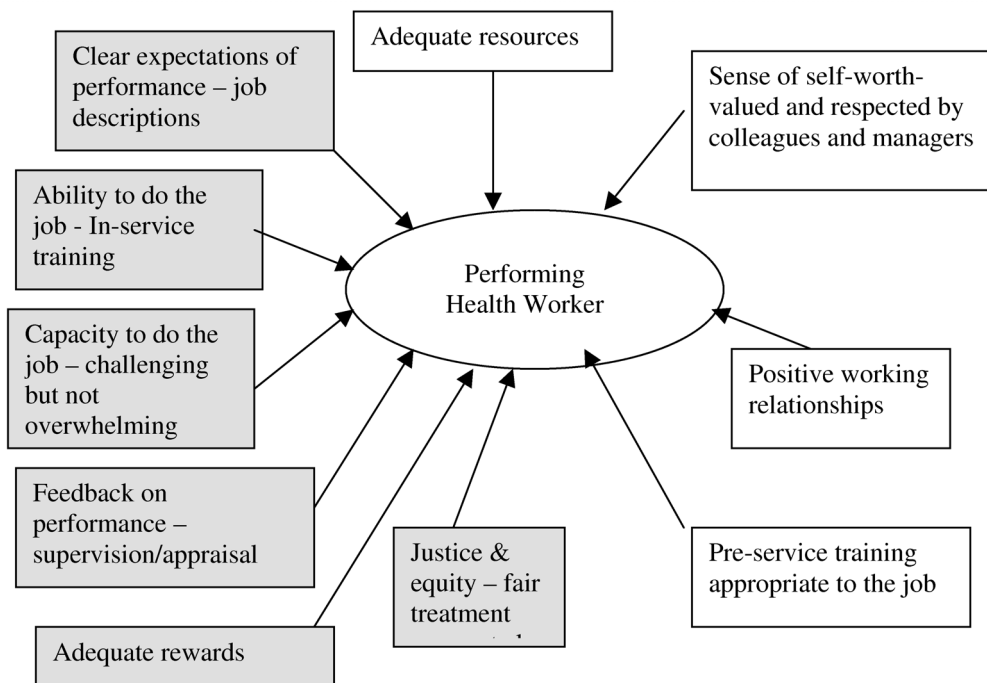 Adequate resources
Clear expectations of
performance – job
descriptions
Sense of self-worth-
valued and respected by
colleagues and managers
Ability to do the
job - In-service
training
Performing
Health Worker
Capacity to do the
job – challenging
but not
overwhelming
Positive working
relationships
Feedback on
performance –
supervision/appraisal
Justice &
equity – fair
treatment
Pre-service training
appropriate to the job
Adequate rewards